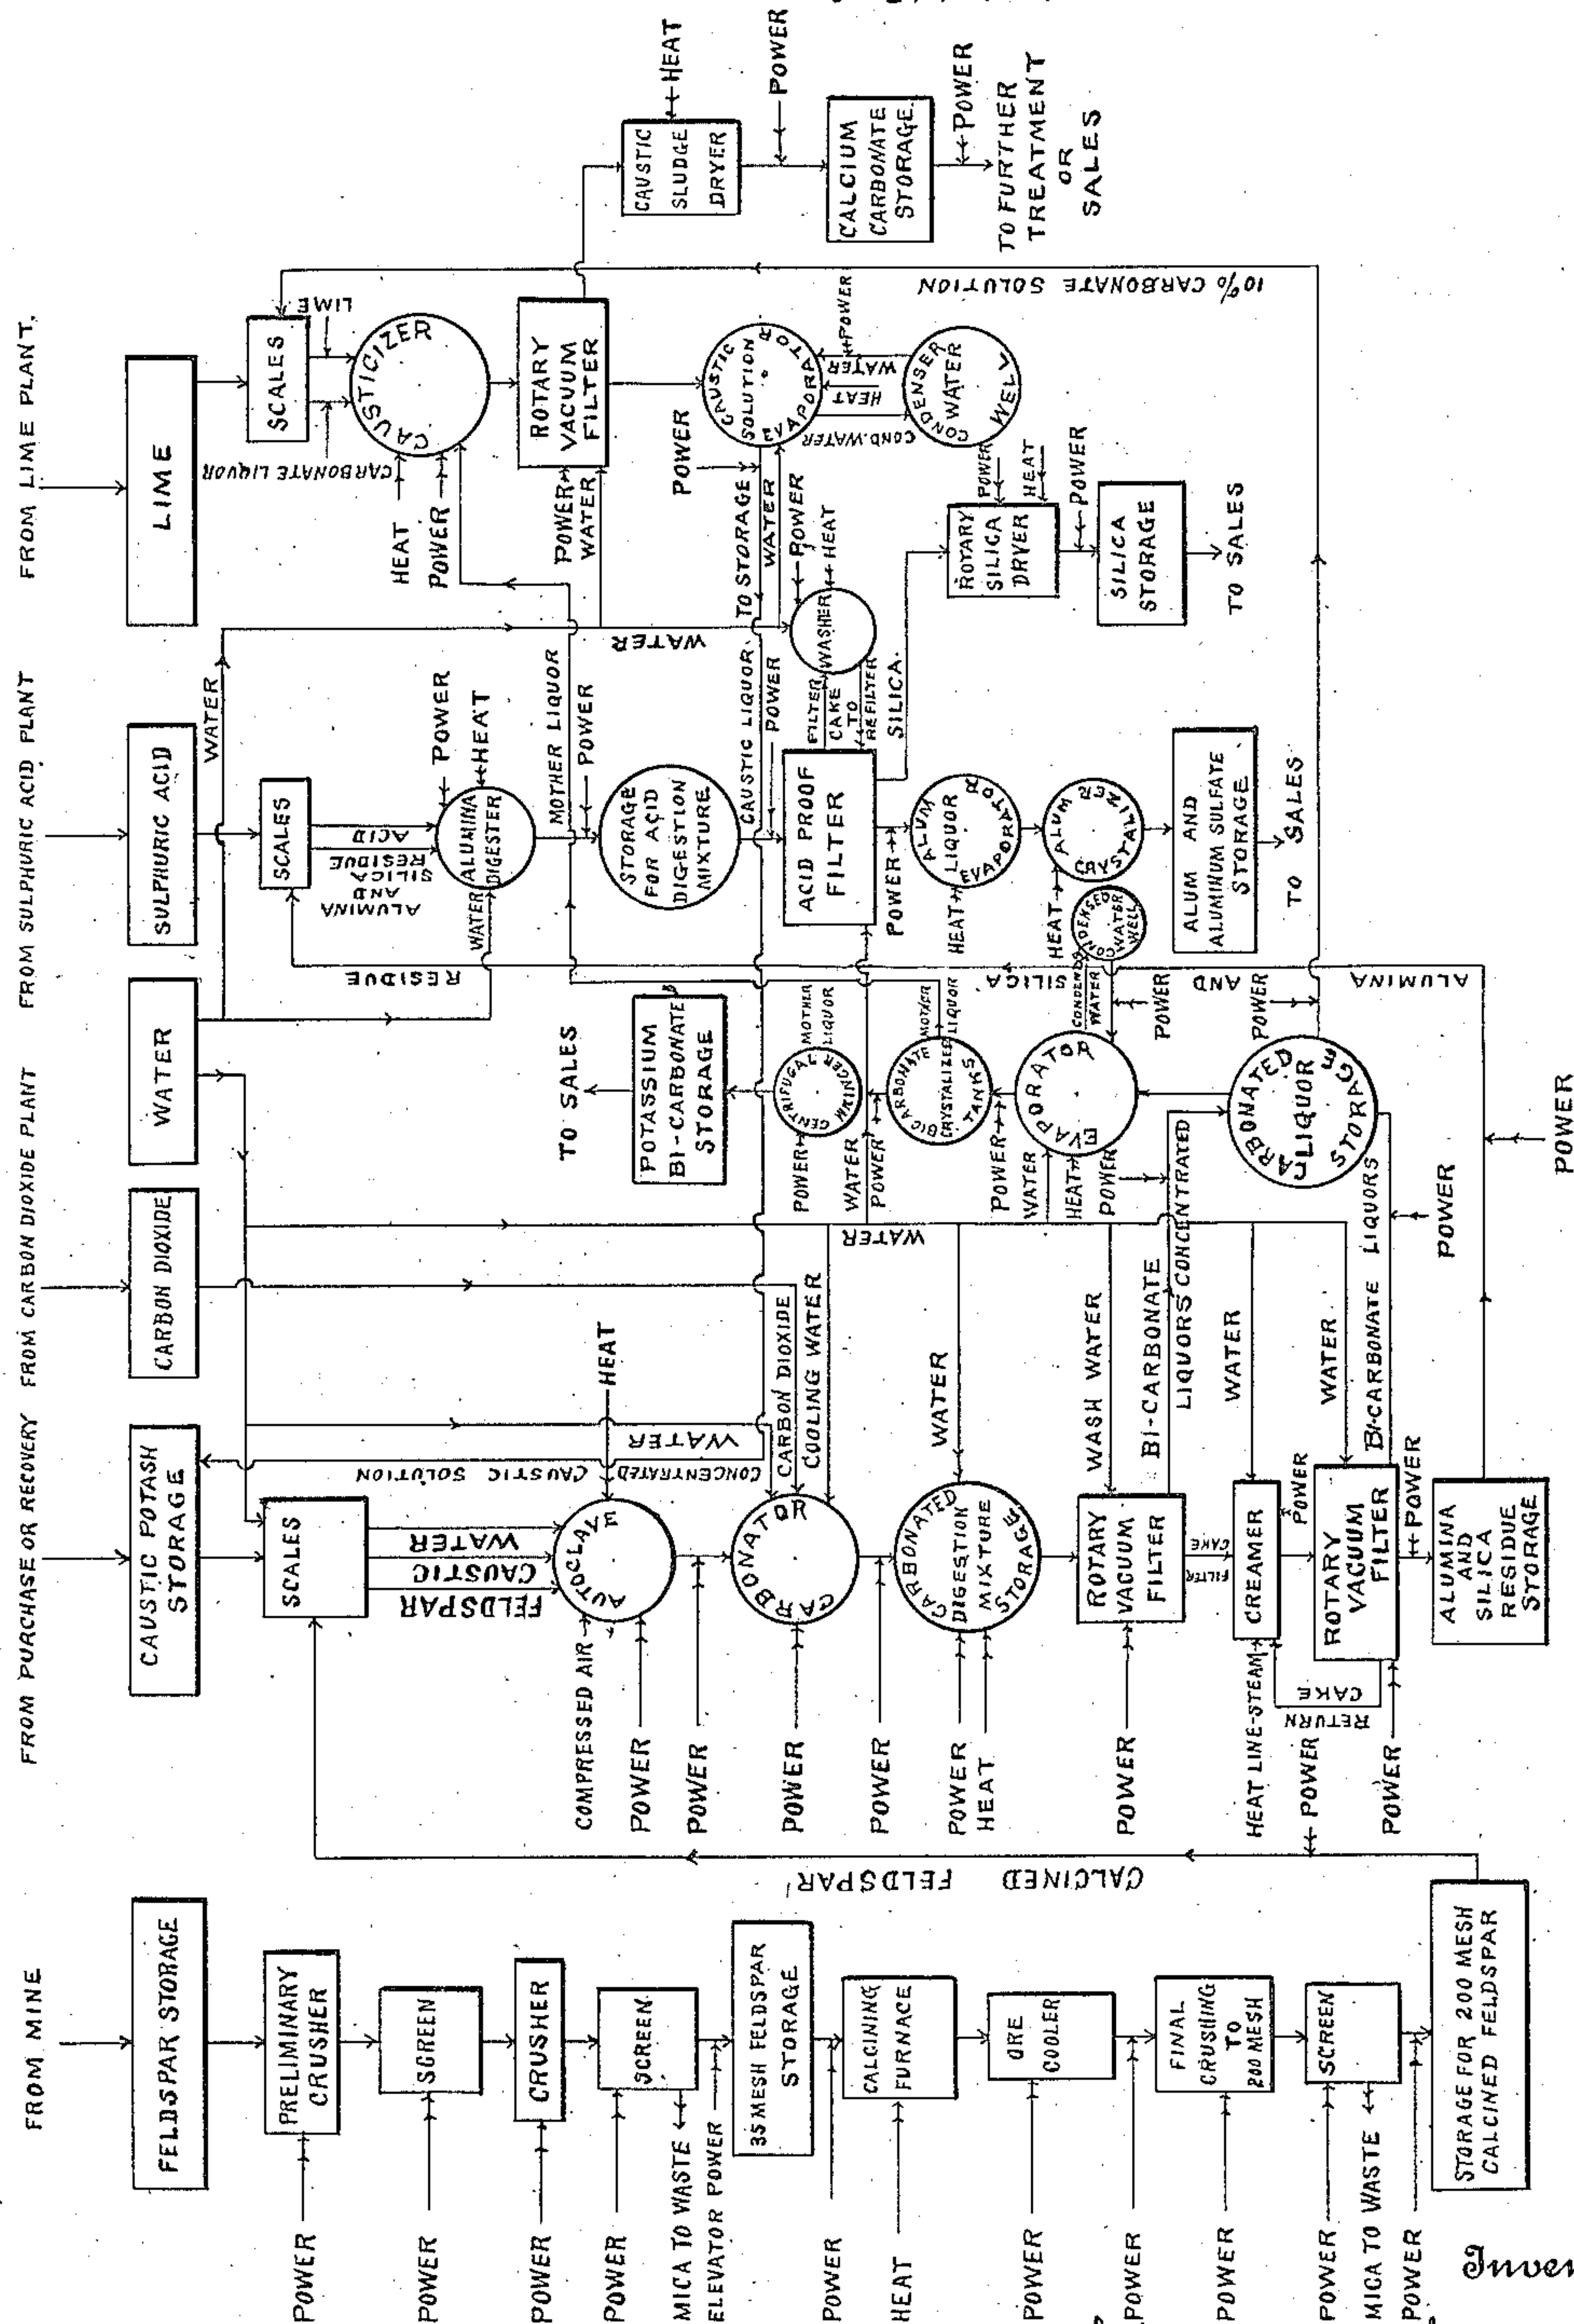 FROM MINE
FELDSPAR STORAGE
PRELIMINARY
CRUSHER
POWER
SCREEN
POWER
CRUSHER
POWER
SCREEN
POWER
MICA TO WASTE
ELEVATOR POWER
35 MESH FELDSPAR
STORAGE
POWER
CALCINING
FURNACE
HEAT
ORE
COOLER
POWER
POWER
FINAL
CRUSHING
TO
200 MESH
POWER
SCREEN
POWER
MICA TO WASTE
POWER
STORAGE FOR 200 MESH
CALCINED FELDSPAR
POWER
CALCINED FELDSPAR
FROM PURCHASE OR RECOVERY
CAUSTIC POTASH
STORAGE
SCALES
FELDSPAR
CAUSTIC
WATER
CONCENTRATED CAUSTIC SOLUTION
WATER
AUTOCLAVE
HEAT
COMPRESSED AIR
POWER
POWER
CARBONATOR
CARBON DIOXIDE
COOLING WATER
POWER
POWER
CARBONATED
DIGESTION
MIXTURE
STORAGE
WATER
POWER
HEAT
ROTARY
VACUUM
FILTER
WASH WATER
BI-CARBONATE
LIQUORS CONCENTRATED
POWER
FILTER CAKE
CREAMER
WATER
HEAT LINE-STEAM
POWER
ROTARY
VACUUM
FILTER
WATER
BI-CARBONATE LIQUORS
POWER
RETURN
CAKE
POWER
POWER
ALUMINA
AND
SILICA
RESIDUE
STORAGE
POWER
FROM CARBON DIOXIDE PLANT
CARBON DIOXIDE
WATER
WATER
WATER
TO SALES
POTASSIUM
BI-CARBONATE
STORAGE
CENTRIFUGAL WRINGER
MOTHER
LIQUOR
POWER
WATER
POWER
BICARBONATE
CRYSTALIZER
TANKS
MOTHER
LIQUOR
POWER
WATER
HEAT
POWER
EVAPORATOR
CONDENSD
WATER
CONDENSED
WATER
WELL
POWER
POWER
CARBONATED
LIQUOR
STORAGE
ALUMINA AND SILICA RESIDUE
FROM SULPHURIC ACID PLANT
SULPHURIC ACID
WATER
SCALES
ALUMINA
AND
SILICA
RESIDUE
ACID
ALUMINA
DIGESTER
WATER
POWER
HEAT
MOTHER LIQUOR
POWER
STORAGE
FOR ACID
DIGESTION
MIXTURE
CAUSTIC LIQUOR
POWER
ACID PROOF
FILTER
FILTER
CAKE
TO
REFILTER
WASHER
POWER
HEAT
SILICA
POWER
ALUM
LIQUOR
EVAPORATOR
HEAT
ALUM
CRYSTALIZER
HEAT
ALUM AND
ALUMINUM SULFATE
STORAGE
TO SALES
ROTARY
SILICA
DRYER
POWER
HEAT
POWER
SILICA
STORAGE
TO SALES
FROM LIME PLANT.
LIME
SCALES
CARBONATE LIQUOR
LIME
CAUSTICIZER
HEAT
POWER
ROTARY
VACUUM
FILTER
POWER
WATER
CAUSTIC
SOLUTION
EVAPORATOR
POWER
TO STORAGE
WATER
COND. WATER
HEAT
WATER
POWER
CONDENSER
WATER
WELL
10% CARBONATE SOLUTION
CAUSTIC
SLUDGE
DRYER
HEAT
POWER
CALCIUM
CARBONATE
STORAGE
POWER
TO FURTHER
TREATMENT
OR
SALES